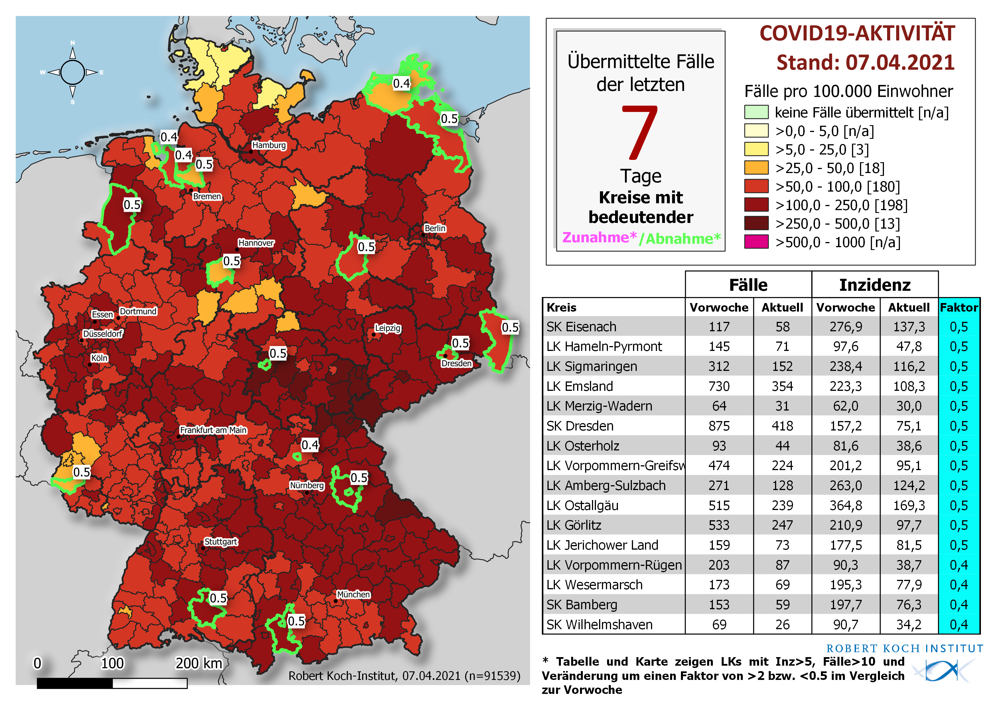 N
W
E
S
0.4
0.5
0.4
0.4
0.5
Hamburg
Bremen
0.5
Berlin
Hannover
0.5
0.5
Essen
Dortmund
Düsseldorf
Leipzig
0.5
0.5
0.5
Dresden
Köln
Frankfurt am Main
0.4
0.5
0.5
Nürnberg
Stuttgart
0.5
München
0.5
0
100
200 km
Robert Koch-Institut, 07.04.2021 (n=91539)
Übermittelte Fälle
der letzten
7
Tage
Kreise mit
bedeutender
Zunahme*/Abnahme*
COVID19-AKTIVITÄT
Stand: 07.04.2021
Fälle pro 100.000 Einwohner
keine Fälle übermittelt [n/a]
>0,0 - 5,0 [n/a]
>5,0 - 25,0 [3]
>25,0 - 50,0 [18]
>50,0 - 100,0 [180]
>100,0 - 250,0 [198]
>250,0 - 500,0 [13]
>500,0 - 1000 [n/a]
Fälle Inzidenz
Kreis Vorwoche Aktuell Vorwoche Aktuell Faktor
SK Eisenach 117 58 276,9 137,3 0,5
LK Hameln-Pyrmont 145 71 97,6 47,8 0,5
LK Sigmaringen 312 152 238,4 116,2 0,5
LK Emsland 730 354 223,3 108,3 0,5
LK Merzig-Wadern 64 31 62,0 30,0 0,5
SK Dresden 875 418 157,2 75,1 0,5
LK Osterholz 93 44 81,6 38,6 0,5
LK Vorpommern-Greifsw 474 224 201,2 95,1 0,5
LK Amberg-Sulzbach 271 128 263,0 124,2 0,5
LK Ostallgäu 515 239 364,8 169,3 0,5
LK Görlitz 533 247 210,9 97,7 0,5
LK Jerichower Land 159 73 177,5 81,5 0,5
LK Vorpommern-Rügen 203 87 90,3 38,7 0,4
LK Wesermarsch 173 69 195,3 77,9 0,4
SK Bamberg 153 59 197,7 76,3 0,4
SK Wilhelmshaven 69 26 90,7 34,2 0,4
ROBERT KOCH INSTITUT
* Tabelle und Karte zeigen LKs mit Inz>5, Fälle>10 und
Veränderung um einen Faktor von >2 bzw. <0.5 im Vergleich
zur Vorwoche